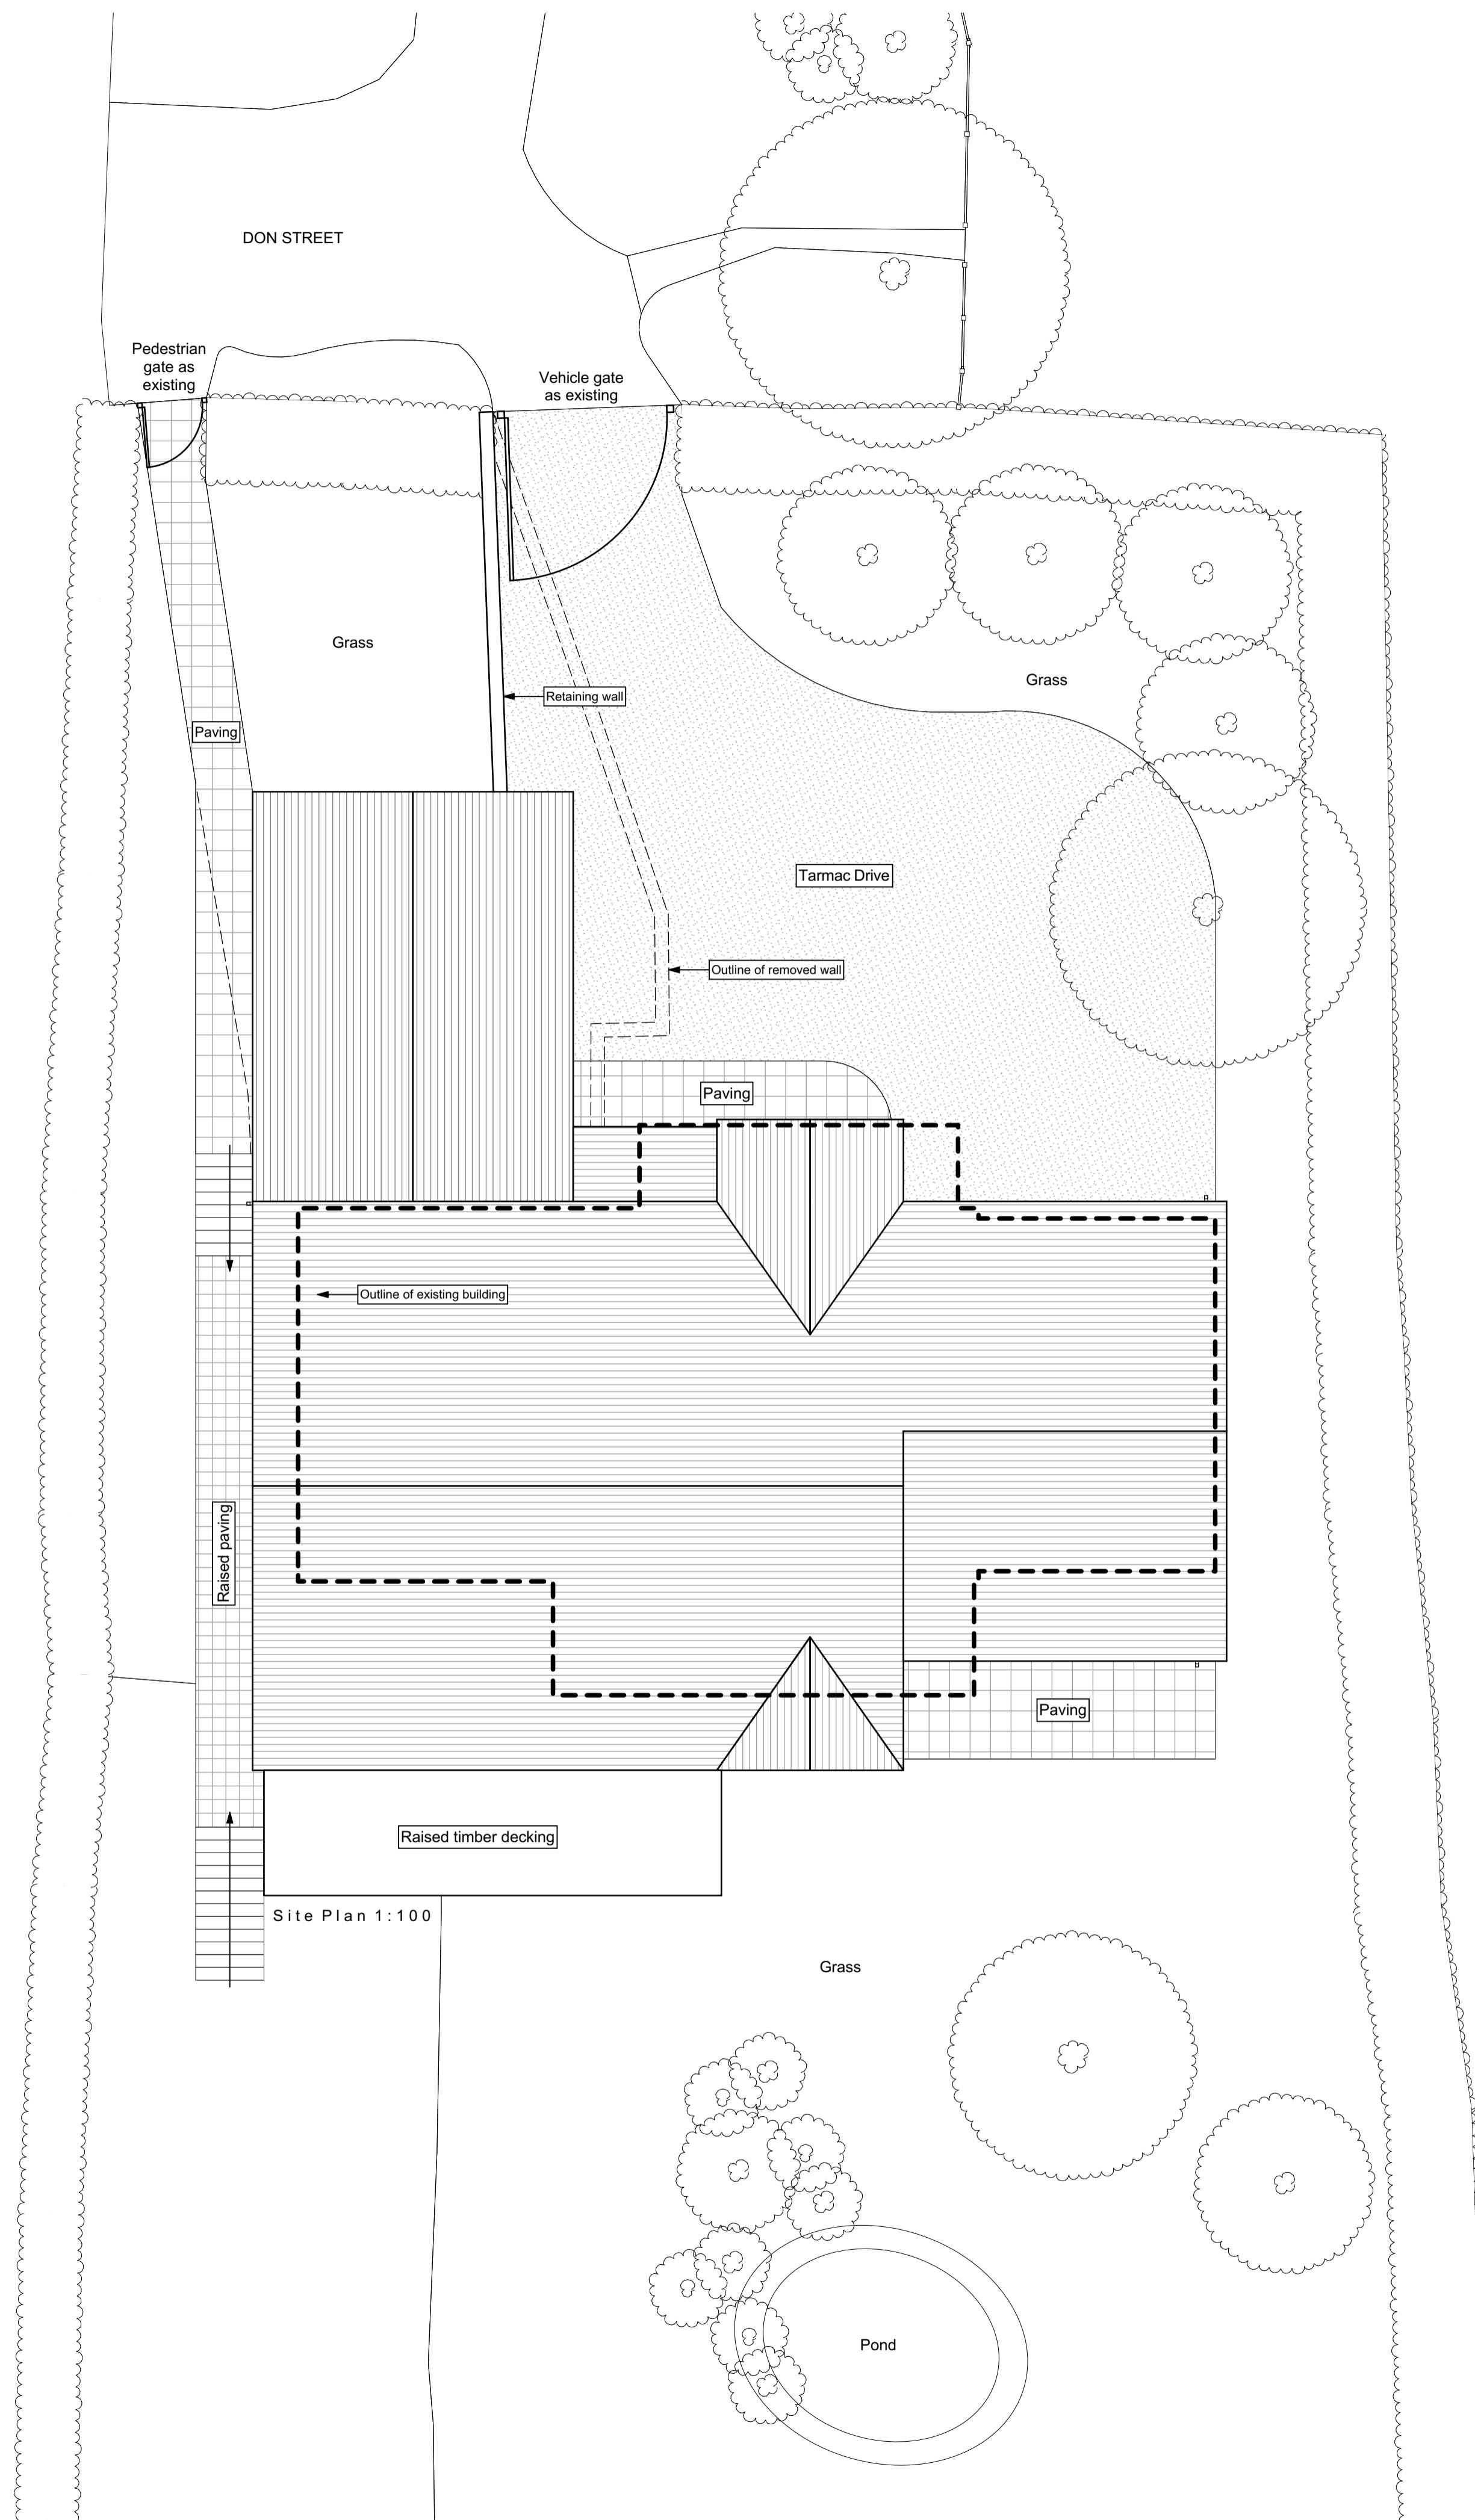 DON STREET
Pedestrian
gate as
existing
Vehicle gate
as existing
Grass
Grass
Retaining wall
Paving
Tarmac Drive
Outline of removed wall
Paving
Outline of existing building
Raised paving
Paving
Raised timber decking
Site Plan 1:100
Grass
Pond